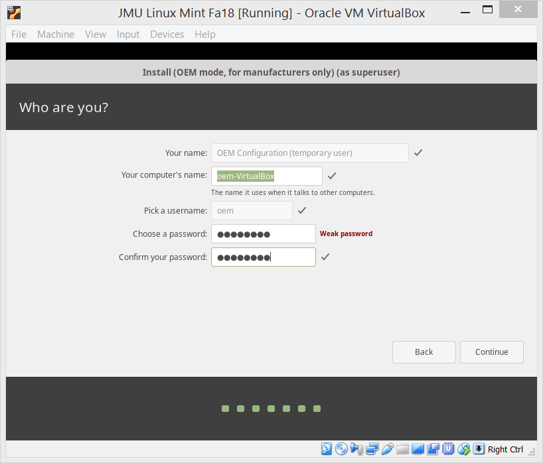 JMU Linux Mint Fa18 [Running] - Oracle VM VirtualBox
File Machine View Input Devices Help
Install (OEM mode, for manufacturers only) (as superuser)
Who are you?
Your name: OEM Configuration (temporary user)
Your computer's name: oem-VirtualBox
The name it uses when it talks to other computers.
Pick a username: oem
Choose a password: ●●●●●●●● Weak password
Confirm your password: ●●●●●●●●
Back Continue
Right Ctrl